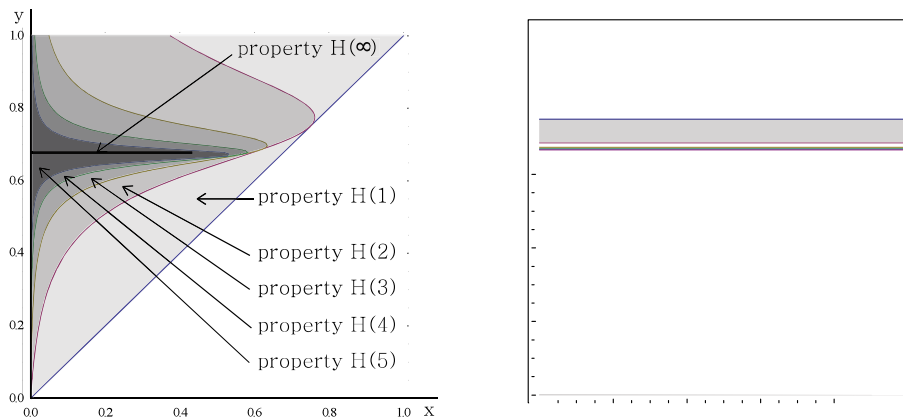 y
1.0
property H(∞)
0.8
0.6
property H(1)
0.4
property H(2)
property H(3)
0.2
property H(4)
property H(5)
0.0
0.0 0.2 0.4 0.6 0.8 1.0
x